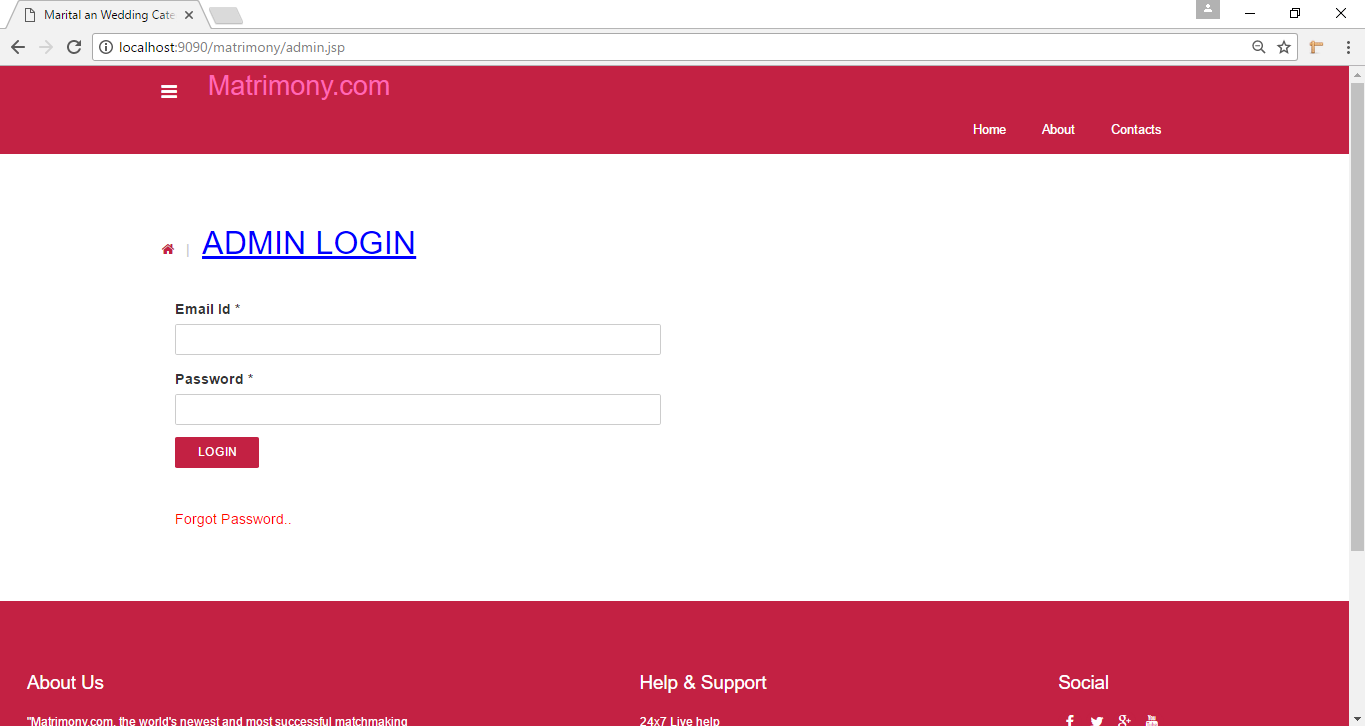 Marital an Wedding Cate
localhost:9090/matrimony/admin.jsp
Matrimony.com
Home About Contacts
| ADMIN LOGIN
Email Id *
Password *
LOGIN
Forgot Password..
About Us Help & Support Social
"Matrimony.com, the world's newest and most successful matchmaking 24x7 Live help